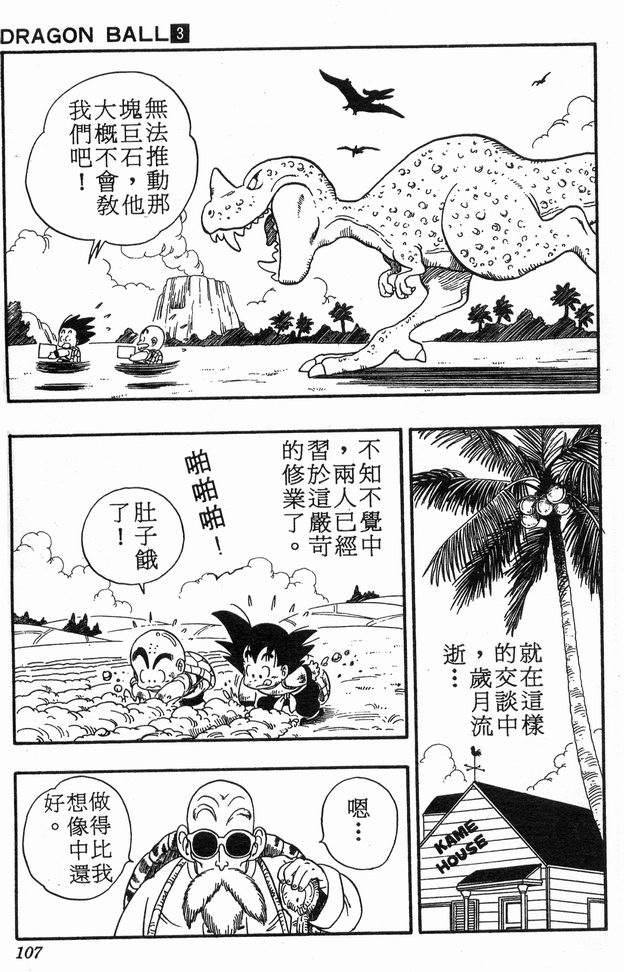 DRAGON BALL 3
無法推動那
塊巨石，他
大概不會教
我們吧！
就在這樣
的交談中
，歲月流
逝…
KAME
HOUSE
不知不覺中
，兩人已經
習於這嚴苛
的修業了。
啪啪啪！
肚子餓
了！
嗯…
做得比我
想像中還
好。
107